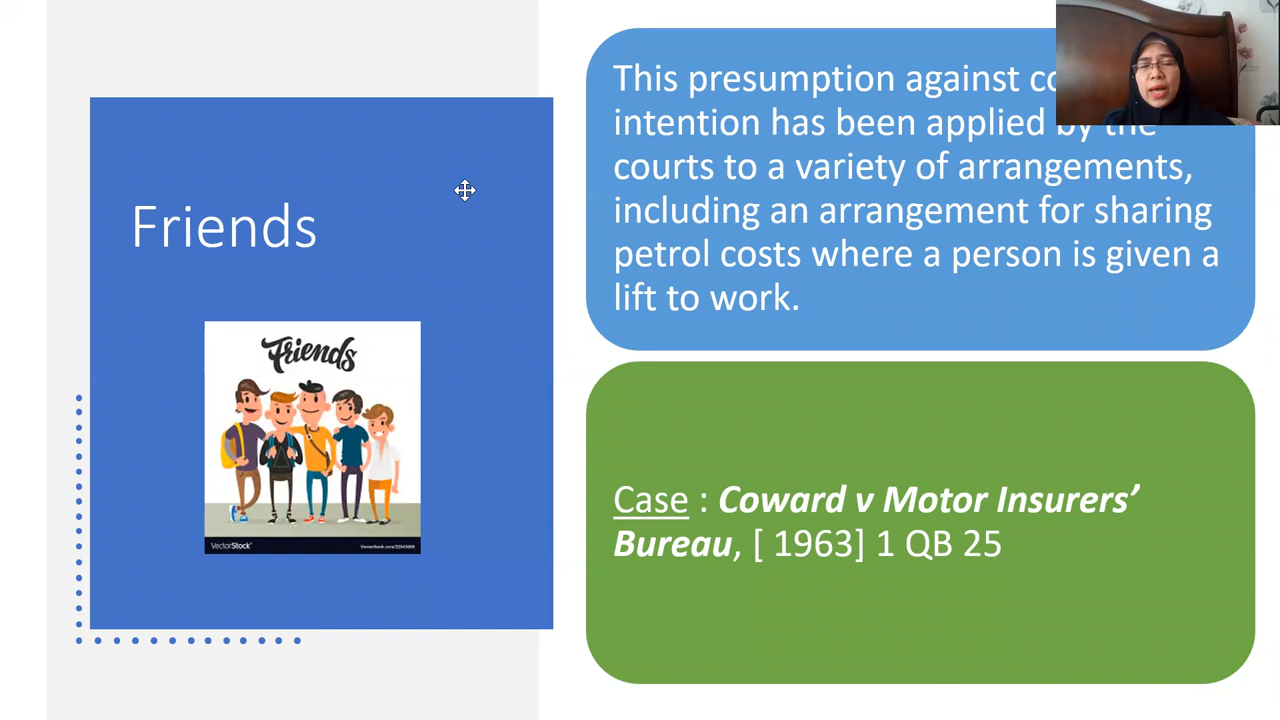 Friends
Friends
VectorStock®
This presumption against
intention has been applied by the
courts to a variety of arrangements,
including an arrangement for sharing
petrol costs where a person is given a
lift to work.
Case : Coward v Motor Insurers’
Bureau, [ 1963] 1 QB 25